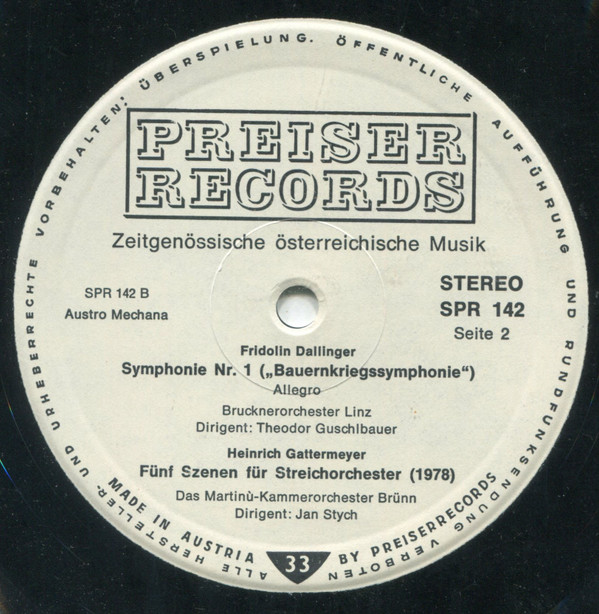 ALLE HERSTELLER- UND URHEBERRECHTE VORBEHALTEN; ÜBERSPIELUNG. ÖFFENTLICHE AUFFÜHRUNG UND RUNDFUNKSENDUNG VERBOTEN
PREISER
RECORDS
Zeitgenössische österreichische Musik
SPR 142 B
Austro Mechana
STEREO
SPR 142
Seite 2
Fridolin Dallinger
Symphonie Nr. 1 („Bauernkriegssymphonie“)
Allegro
Brucknerorchester Linz
Dirigent: Theodor Guschlbauer
Heinrich Gattermeyer
Fünf Szenen für Streichorchester (1978)
Das Martinù-Kammerorchester Brünn
Dirigent: Jan Stych
MADE IN AUSTRIA
33
BY PREISERRECORDS